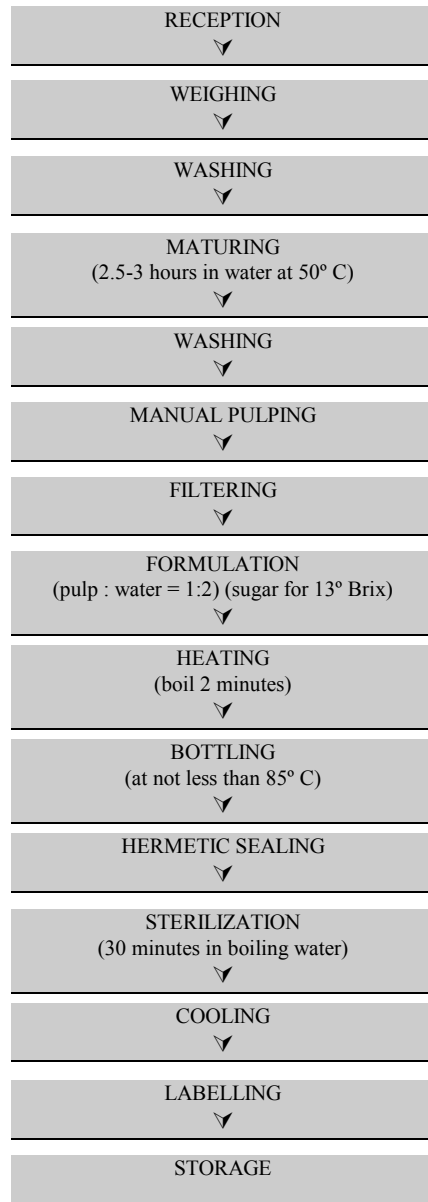 RECEPTION
WEIGHING
WASHING
MATURING
(2.5-3 hours in water at 50º C)
WASHING
MANUAL PULPING
FILTERING
FORMULATION
(pulp : water = 1:2) (sugar for 13º Brix)
HEATING
(boil 2 minutes)
BOTTLING
(at not less than 85º C)
HERMETIC SEALING
STERILIZATION
(30 minutes in boiling water)
COOLING
LABELLING
STORAGE